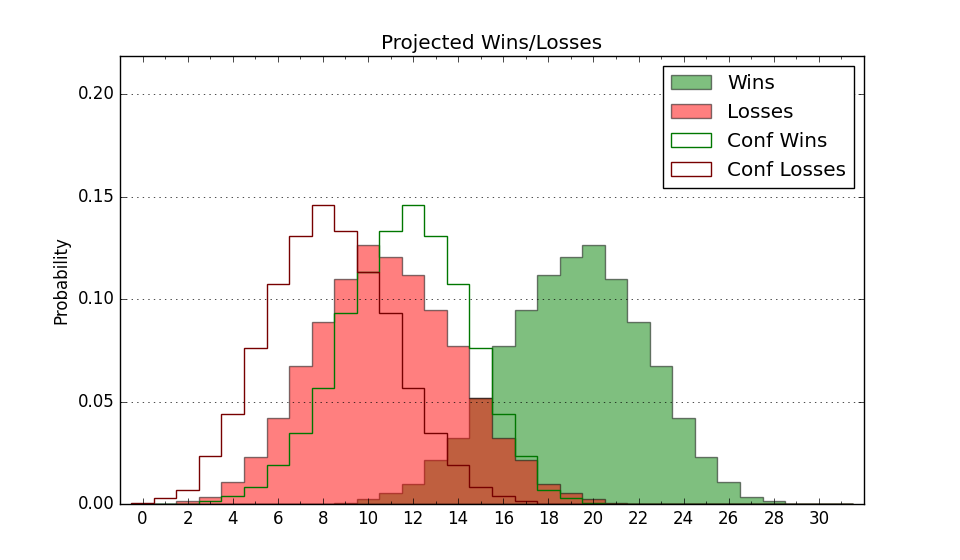 Projected Wins/Losses
Wins
Losses
Conf Wins
Conf Losses
Probability
0.20
0.15
0.10
0.05
0.00
0 2 4 6 8 10 12 14 16 18 20 22 24 26 28 30